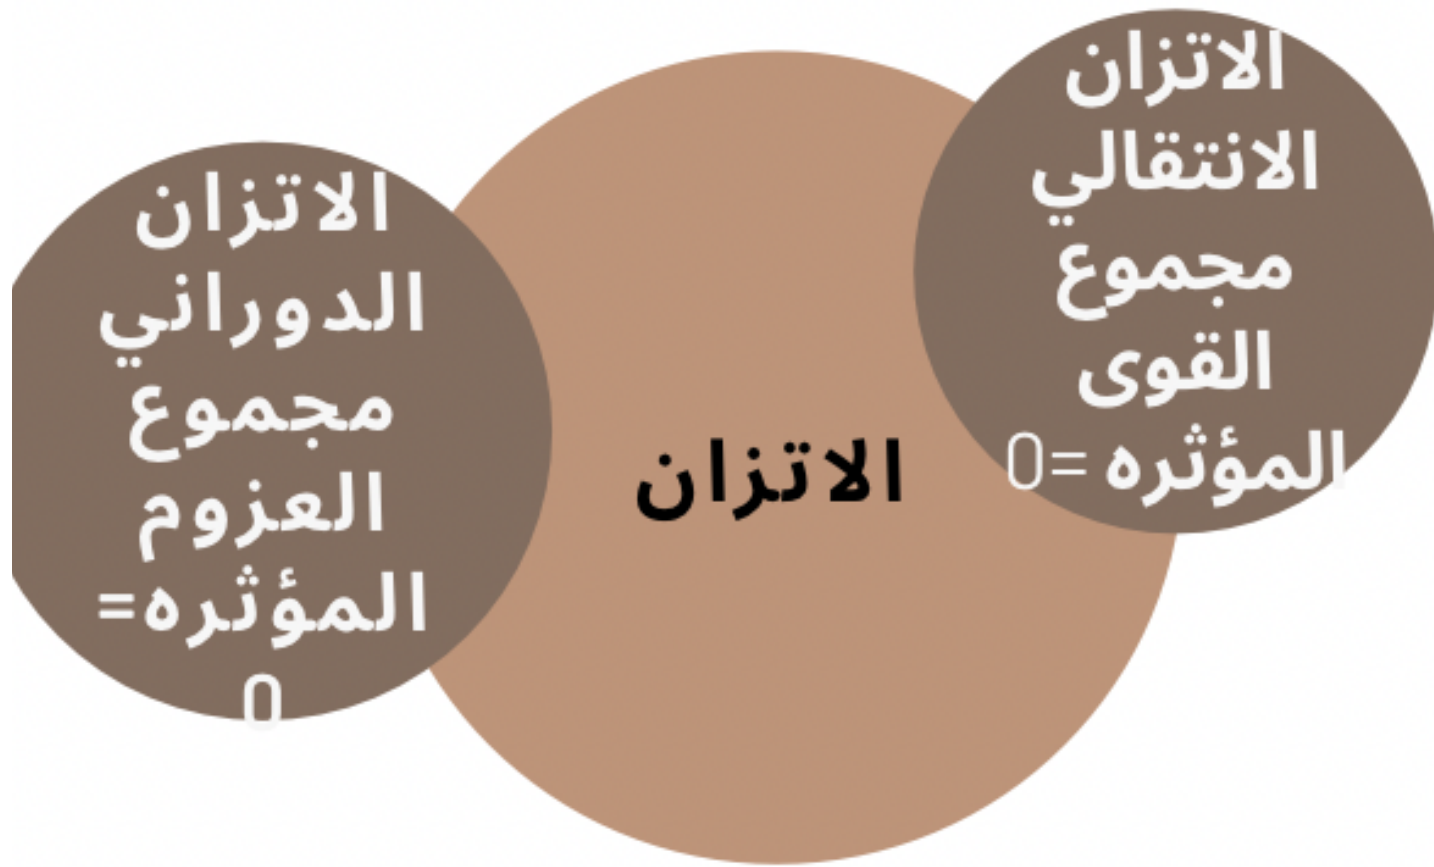 الاتزان
الانتقالي
مجموع
القوى
المؤثره =0
الاتزان
الاتزان
الدوراني
مجموع
العزوم
المؤثره=
0